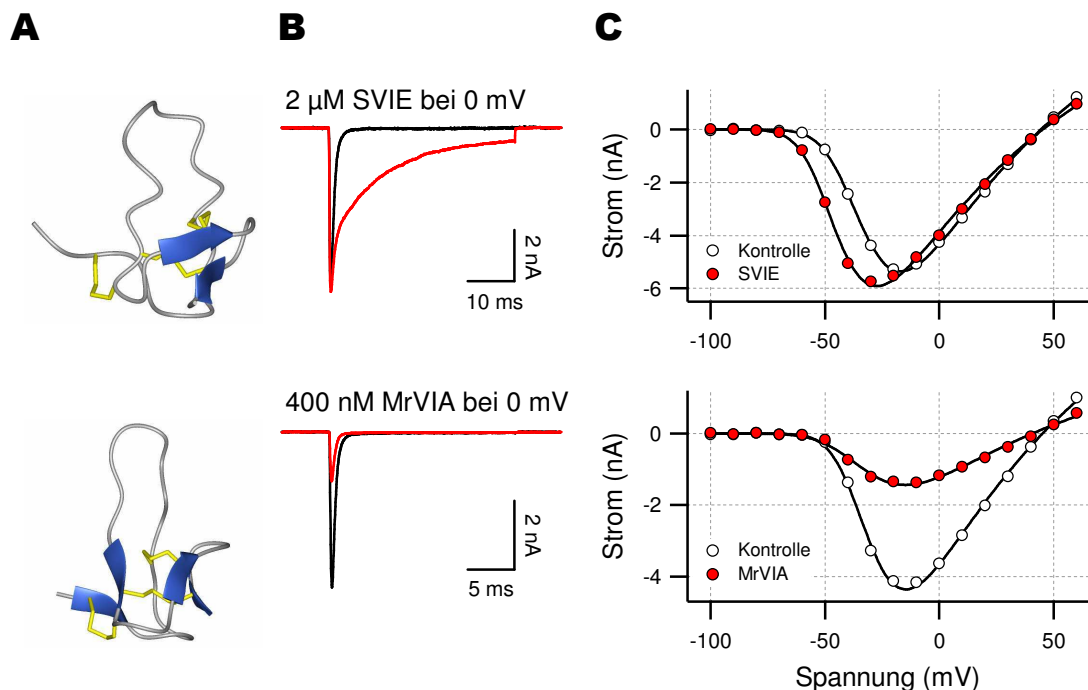 A
B
C
2 µM SVIE bei 0 mV
2 nA
10 ms
Strom (nA)
0
-2
-4
-6
Kontrolle
SVIE
-100
-50
0
50
400 nM MrVIA bei 0 mV
2 nA
5 ms
Strom (nA)
0
-2
-4
Kontrolle
MrVIA
-100
-50
0
50
Spannung (mV)